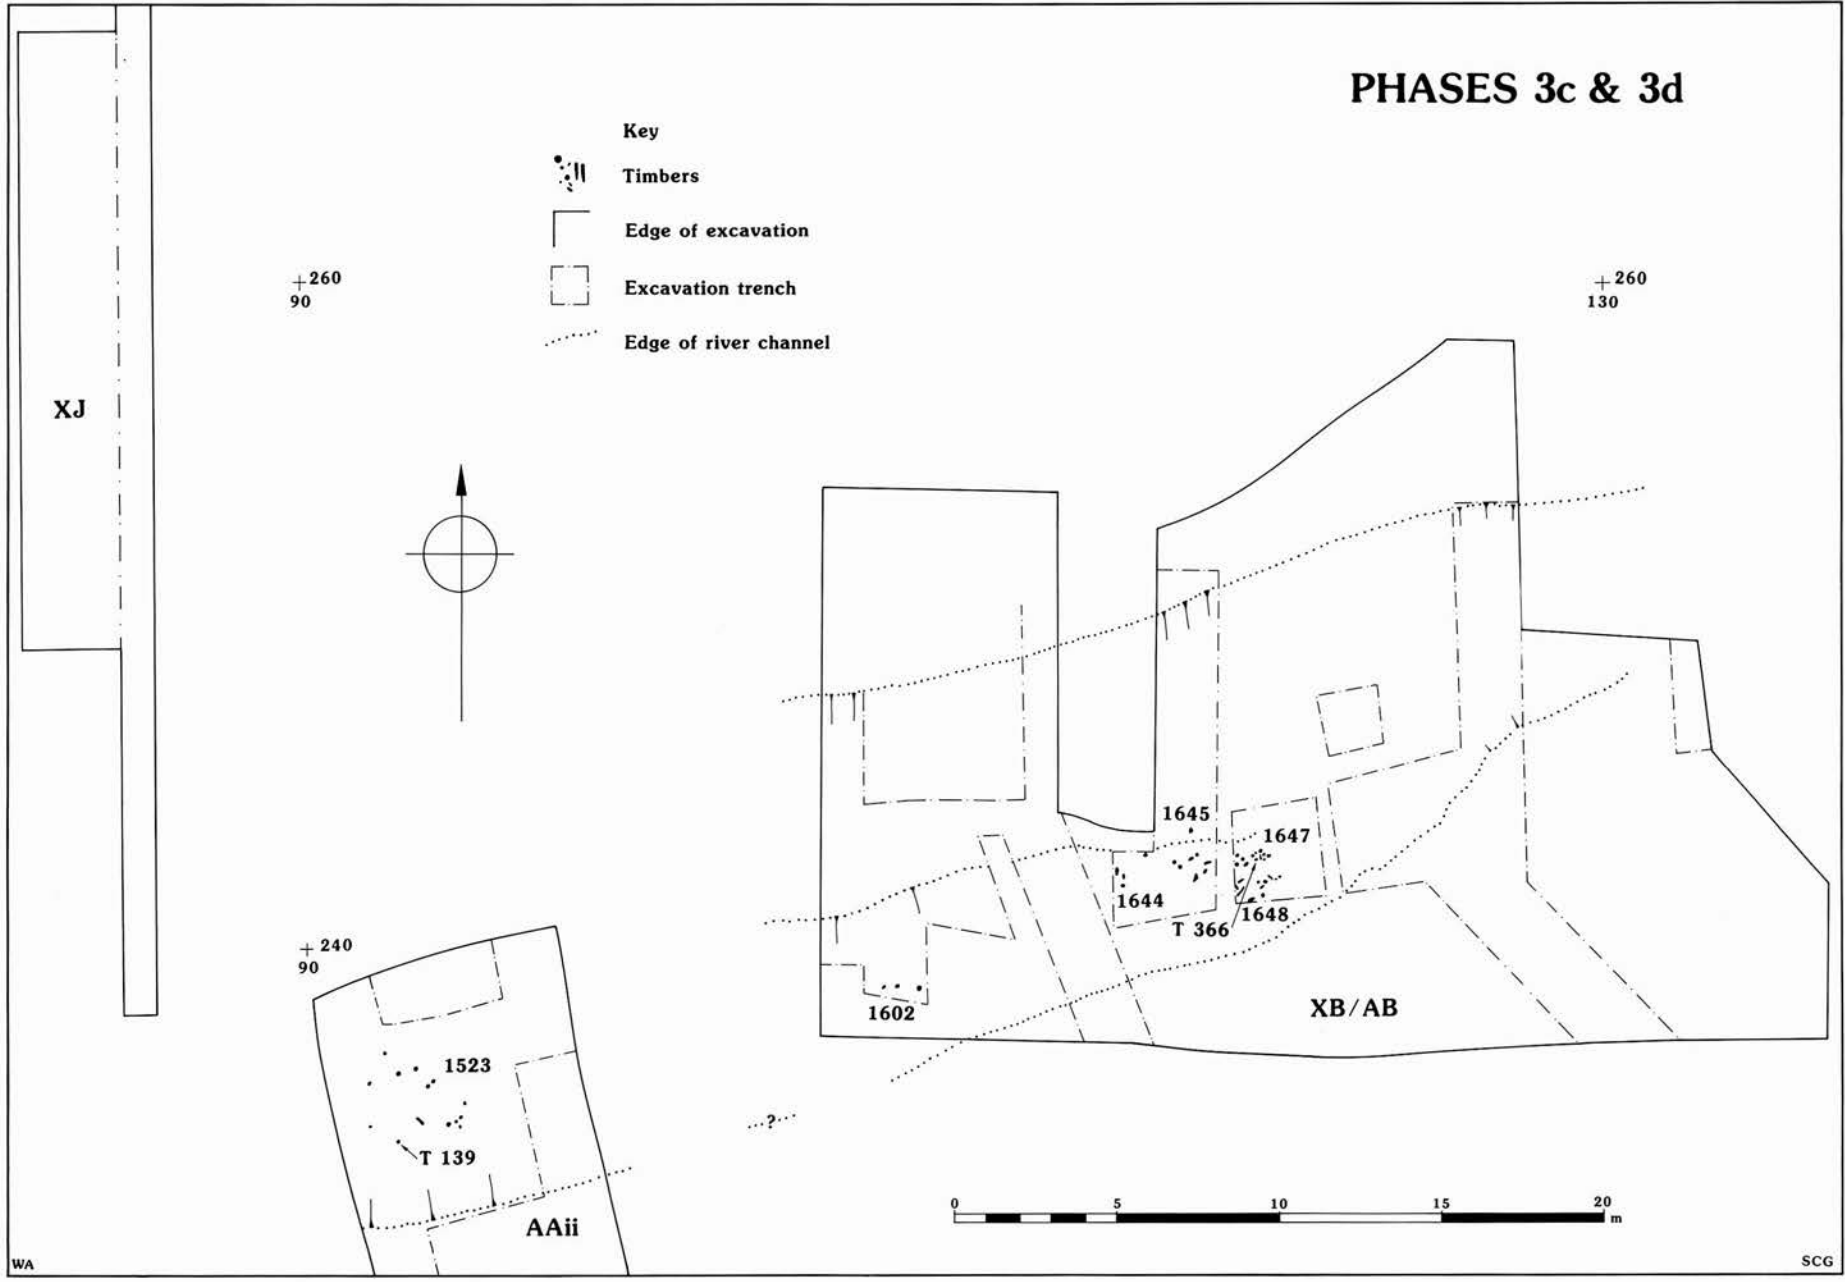 PHASES 3c & 3d
Key
Timbers
Edge of excavation
Excavation trench
Edge of river channel
260
90
260
130
XJ
1645
1647
1644
1648
T 366
240
90
1602
XB/AB
1523
?
T 139
AAii
0 5 10 15 20
m
WA
SCG